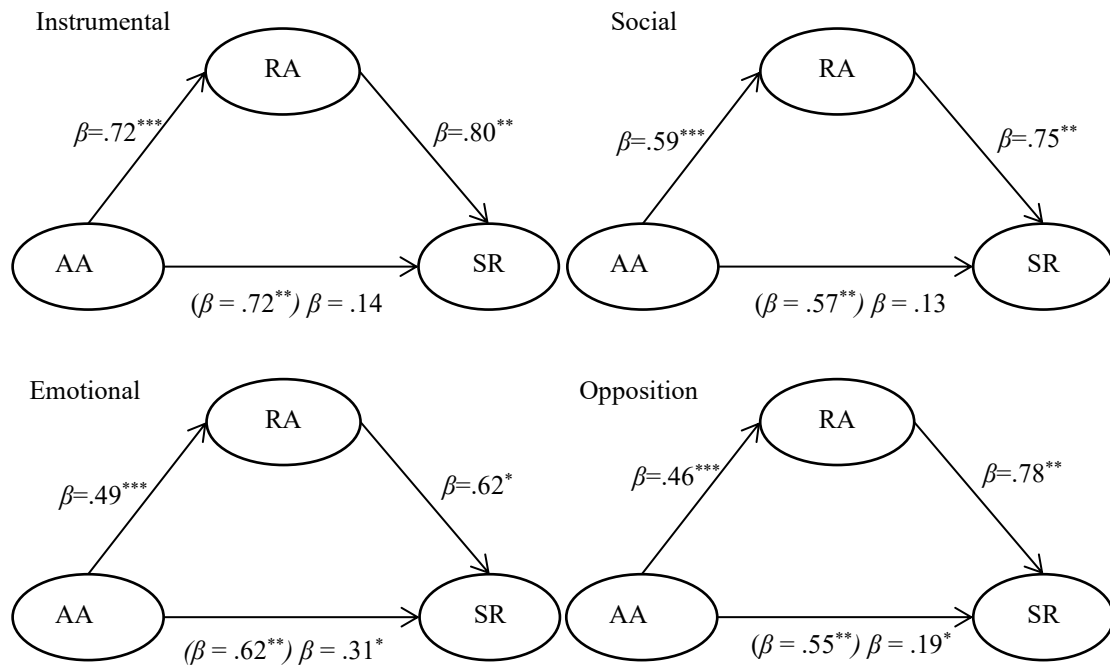 Instrumental
RA
β=.72***
β=.80**
AA
SR
(β = .72**) β = .14
Social
RA
β=.59***
β=.75**
AA
SR
(β = .57**) β = .13
Emotional
RA
β=.49***
β=.62*
AA
SR
(β = .62**) β = .31*
Opposition
RA
β=.46***
β=.78**
AA
SR
(β = .55**) β = .19*